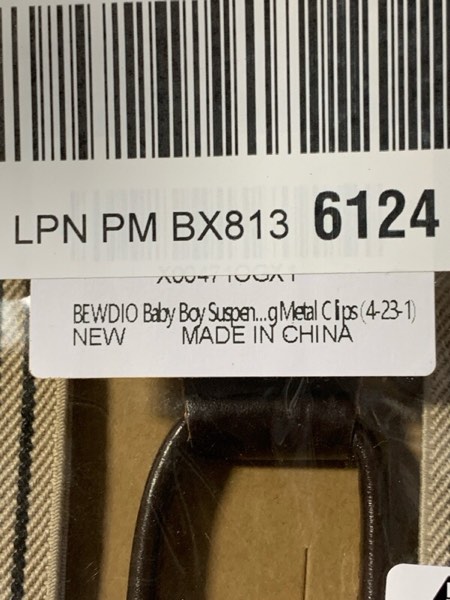 LPN PM BX813 6124
BEWDIO Baby Boy Suspen...g Metal Clips (4-23-1)
NEW MADE IN CHINA